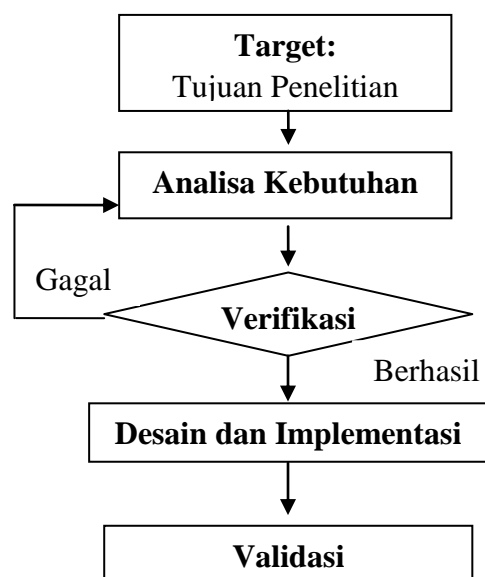 Target:
Tujuan Penelitian
Analisa Kebutuhan
Gagal
Verifikasi
Berhasil
Desain dan Implementasi
Validasi